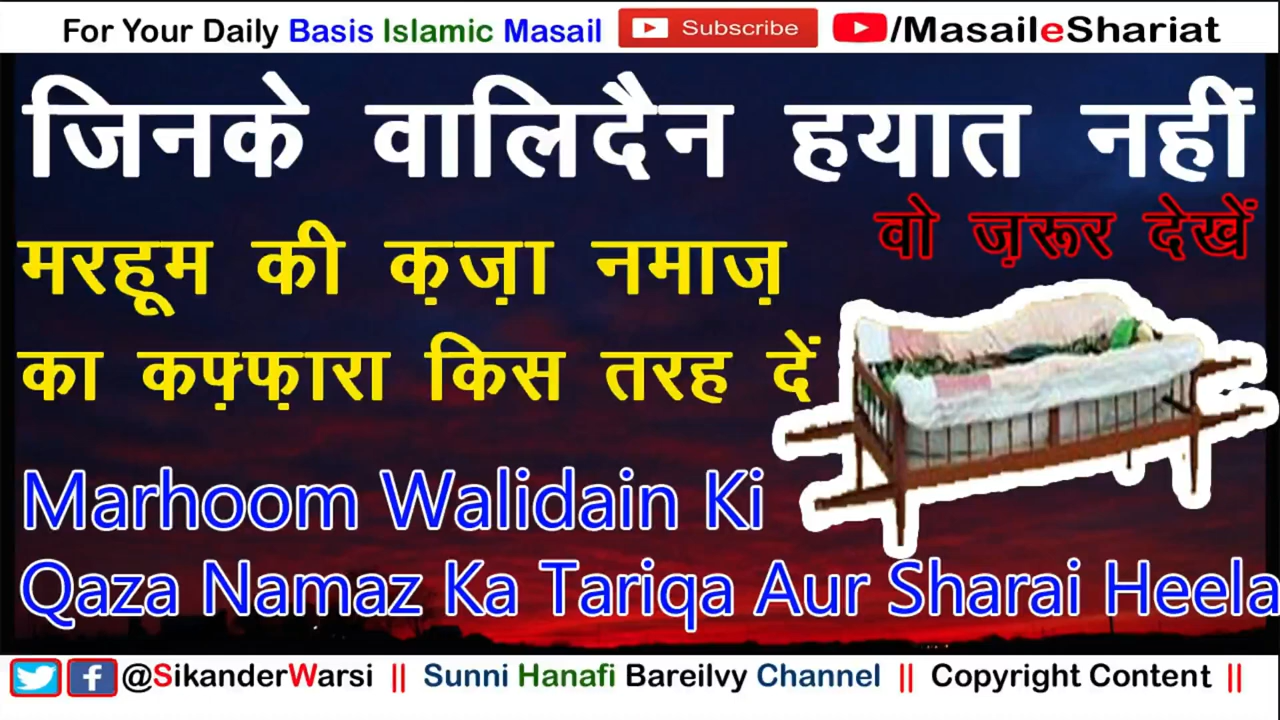 For Your Daily Basis Islamic Masail Subscribe /MasaileShariat
जिनके वालिदैन हयात नहीं
वो ज़रूर देखें
मरहूम की क़ज़ा नमाज़
का कफ़्फ़ारा किस तरह दें
Marhoom Walidain Ki
Qaza Namaz Ka Tariqa Aur Sharai Heela
@SikanderWarsi || Sunni Hanafi Bareilvy Channel || Copyright Content ||